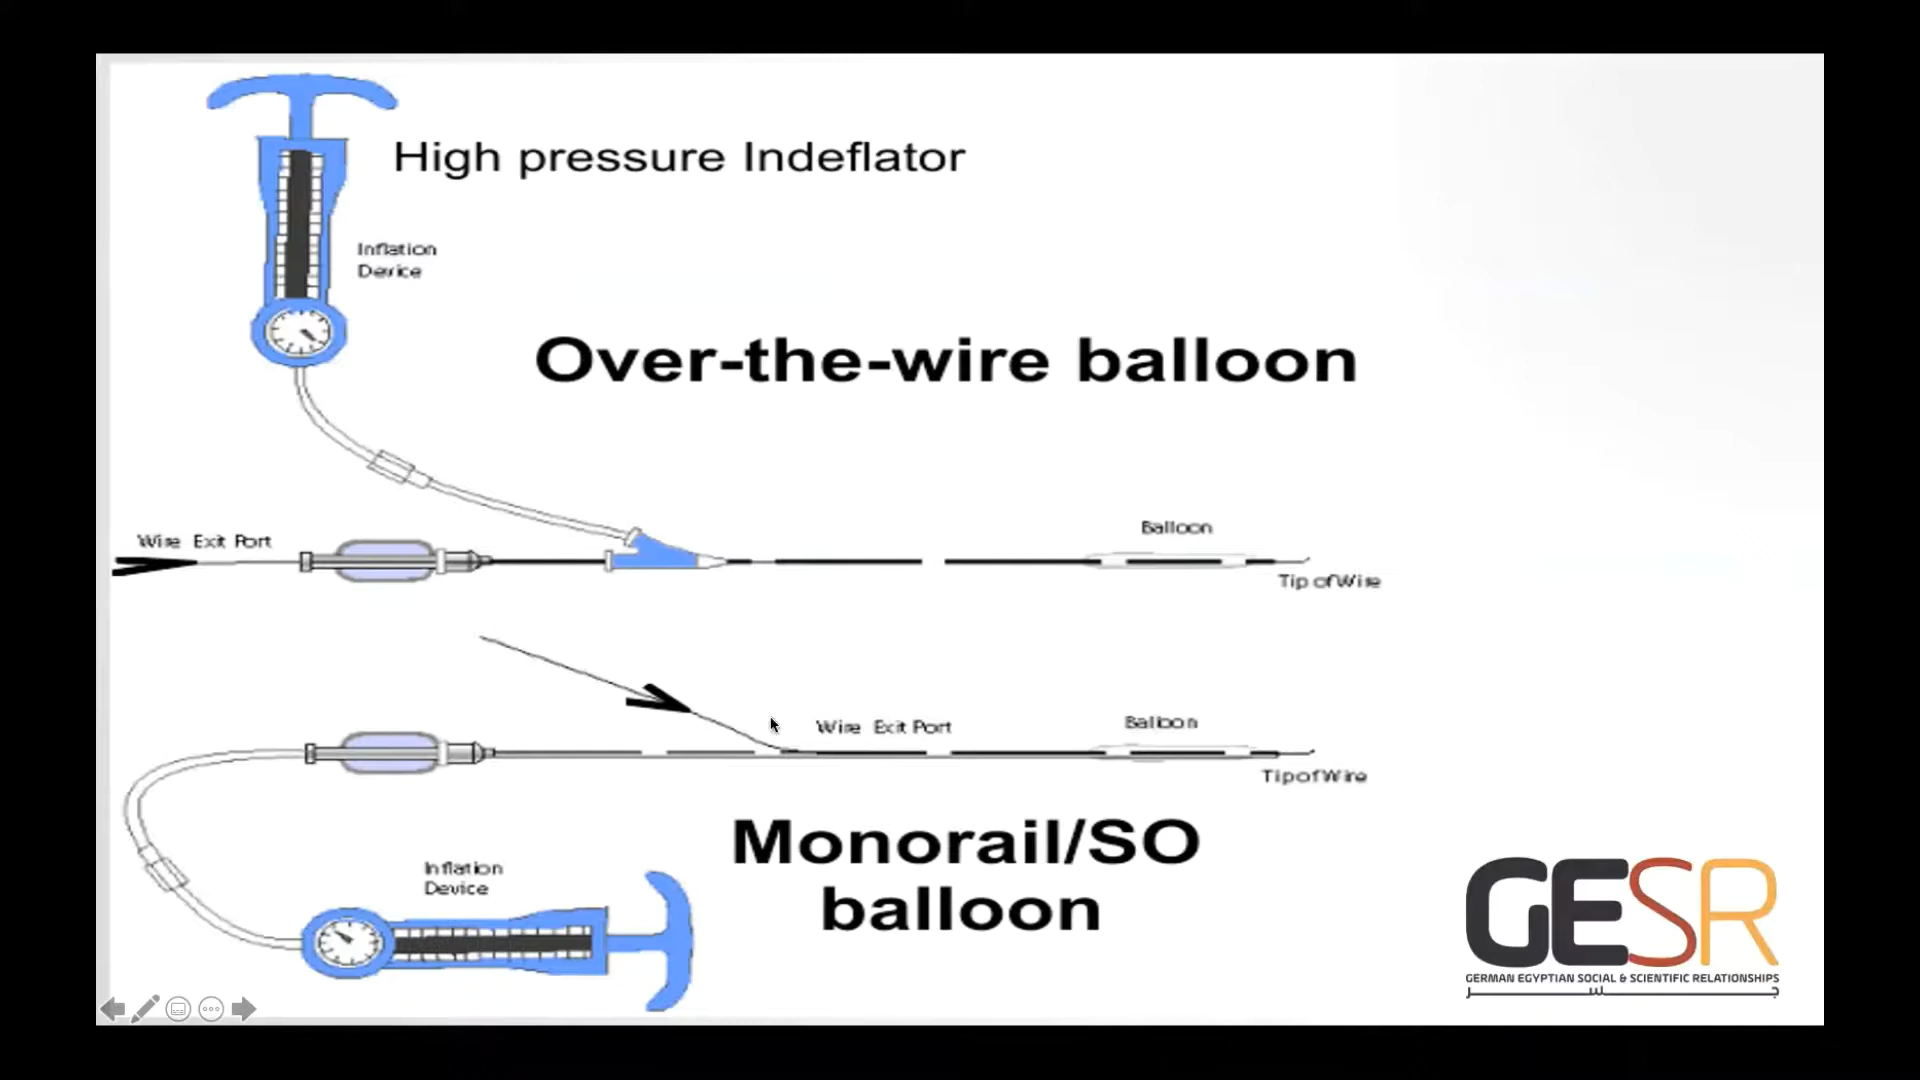 High pressure Indeflator
Inflation
Device
Over-the-wire balloon
Wire Exit Port
Balloon
Tip of Wire
Wire Exit Port
Balloon
Tip of Wire
Monorail/SO
balloon
Inflation
Device
GESR
GERMAN EGYPTIAN SOCIAL & SCIENTIFIC RELATIONSHIPS
جسر